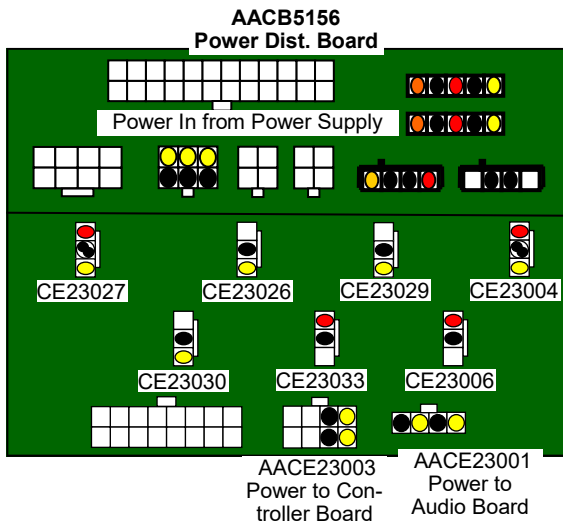 AACB5156
Power Dist. Board
Power In from Power Supply
CE23027
CE23026
CE23029
CE23004
CE23030
CE23033
CE23006
AACE23003
Power to Con-
troller Board
AACE23001
Power to
Audio Board